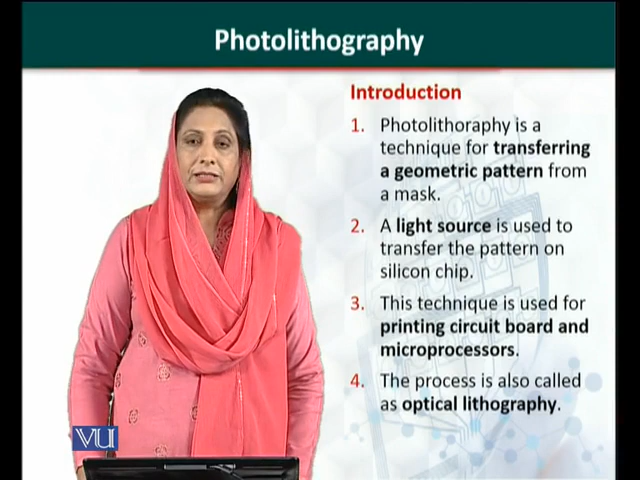 Photolithography
Introduction
1. Photolithoraphy is a
technique for transferring
a geometric pattern from
a mask.
2. A light source is used to
transfer the pattern on
silicon chip.
3. This technique is used for
printing circuit board and
microprocessors.
4. The process is also called
as optical lithography.
VU